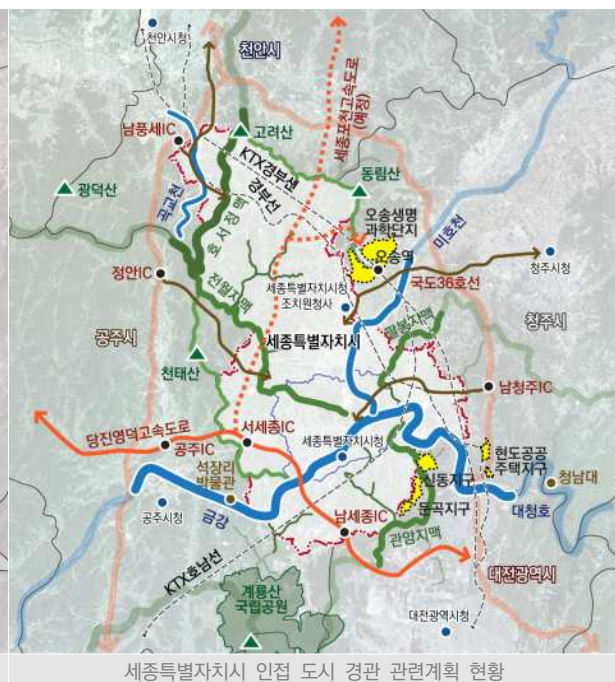 천안시청
천안시
남풍세IC
고려산
세종포천고속도로
(예정)
KTX경부선
경부선
동림산
광덕산
곡교천
호서정맥
오송생명
과학단지
미호천
오송역
정안IC
전월지맥
국도36호선
청주시청
세종특별자치시청
조치원청사
공주시
세종특별자치시
팔봉지맥
청주시
천태산
남청주IC
당진영덕고속도로
서세종IC
공주IC
세종특별자치시청
현도공공
주택지구
석장리
박물관
신동지구
청남대
둔곡지구
공주시청
금강
남세종IC
대청호
관암지맥
KTX호남선
대전광역시
계룡산
국립공원
대전광역시청
세종특별자치시 인접 도시 경관 관련계획 현황